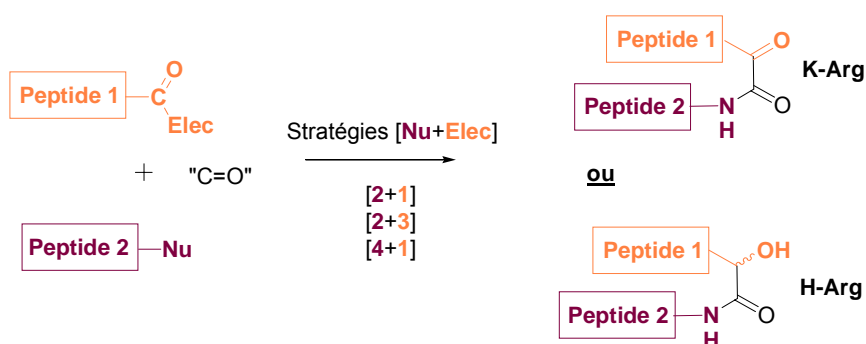 Peptide 1
C
O
Elec
+
"C=O"
Peptide 2
Nu
Stratégies [Nu+Elec]
[2+1]
[2+3]
[4+1]
Peptide 1
O
K-Arg
Peptide 2
N
H
O
ou
Peptide 1
OH
H-Arg
Peptide 2
N
H
O